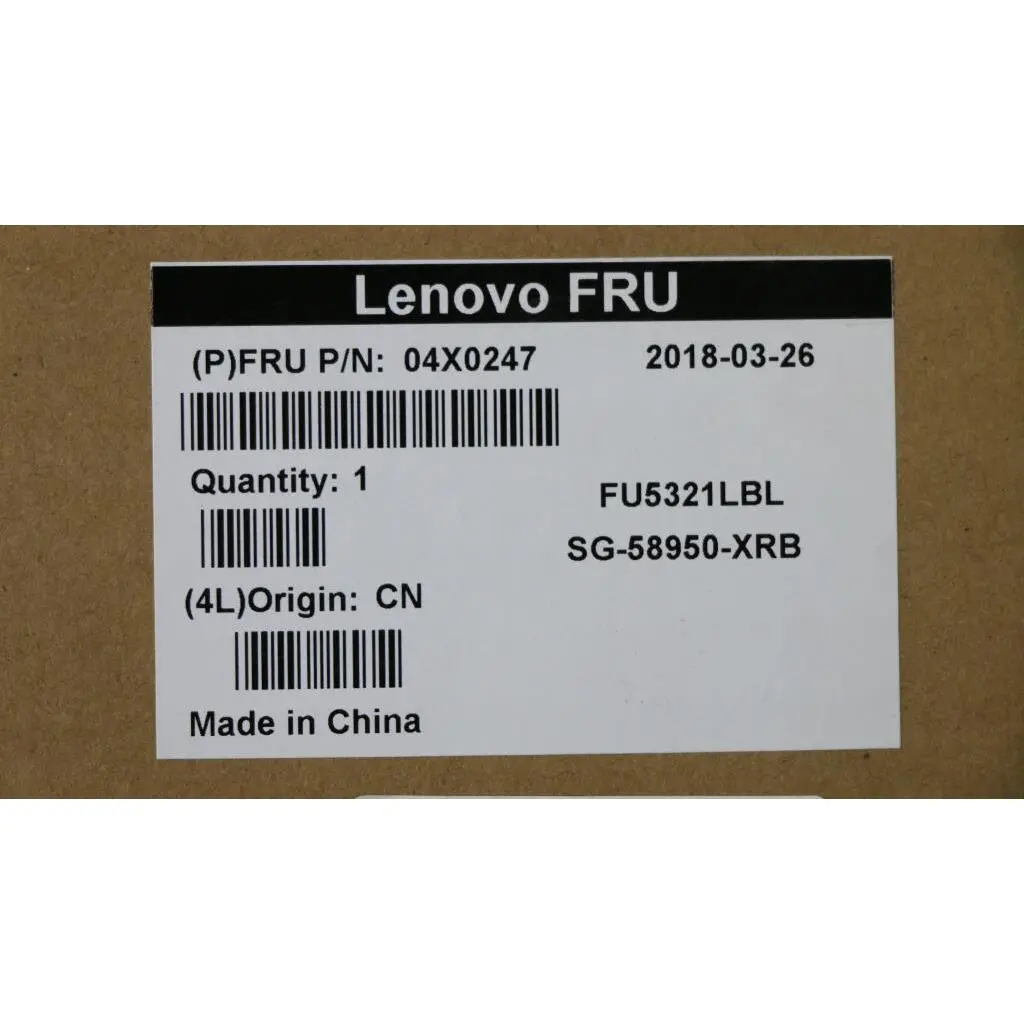 Lenovo FRU
(P)FRU P/N: 04X0247 2018-03-26
Quantity: 1
FU5321LBL
SG-58950-XRB
(4L)Origin: CN
Made in China